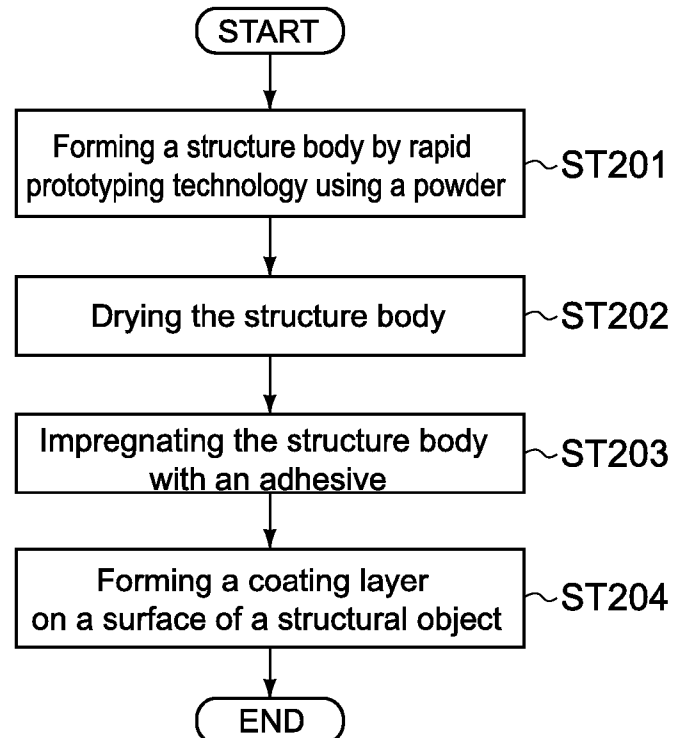 START
Forming a structure body by rapid
prototyping technology using a powder
ST201
Drying the structure body
ST202
Impregnating the structure body
with an adhesive
ST203
Forming a coating layer
on a surface of a structural object
ST204
END